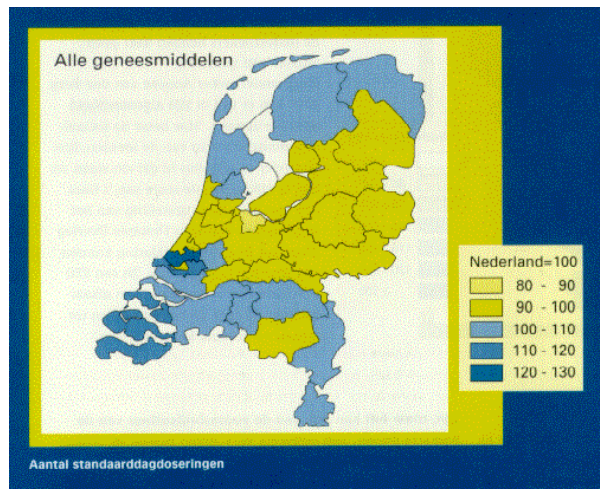 Alle geneesmiddelen
Nederland=100
80 - 90
90 - 100
100 - 110
110 - 120
120 - 130
Aantal standaarddagdoseringen